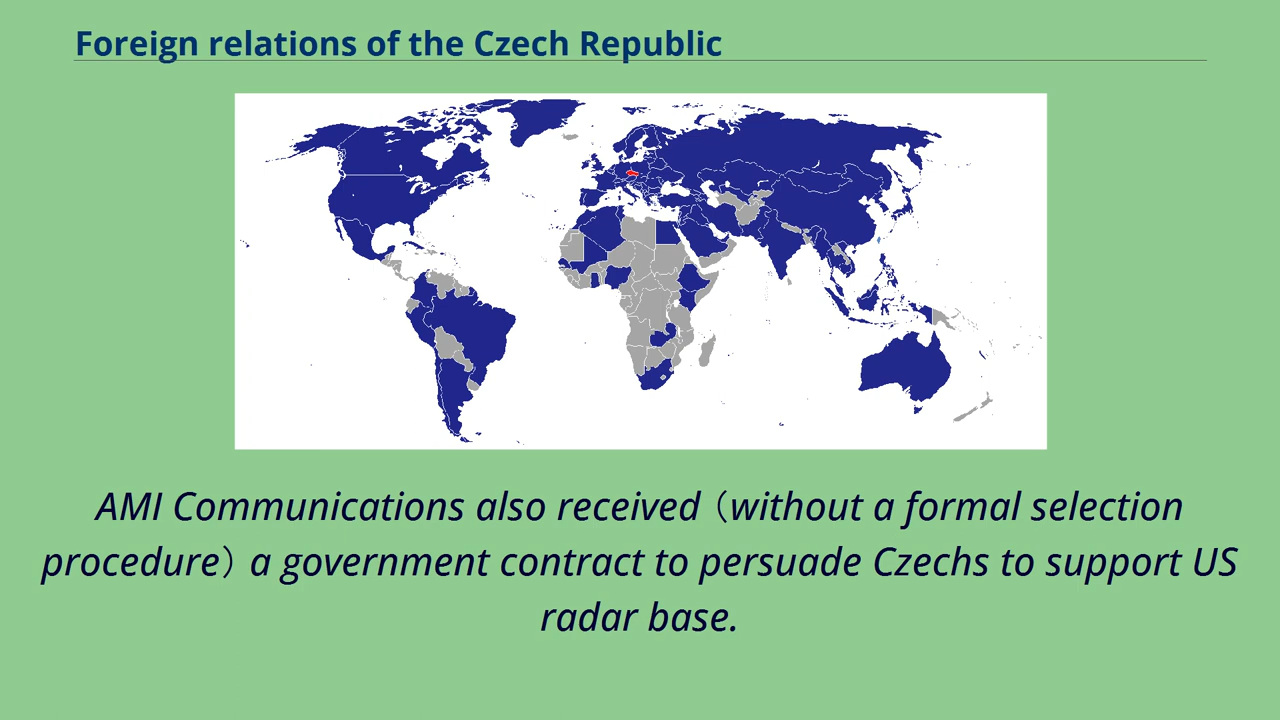 Foreign relations of the Czech Republic
AMI Communications also received（without a formal selection
procedure）a government contract to persuade Czechs to support US
radar base.